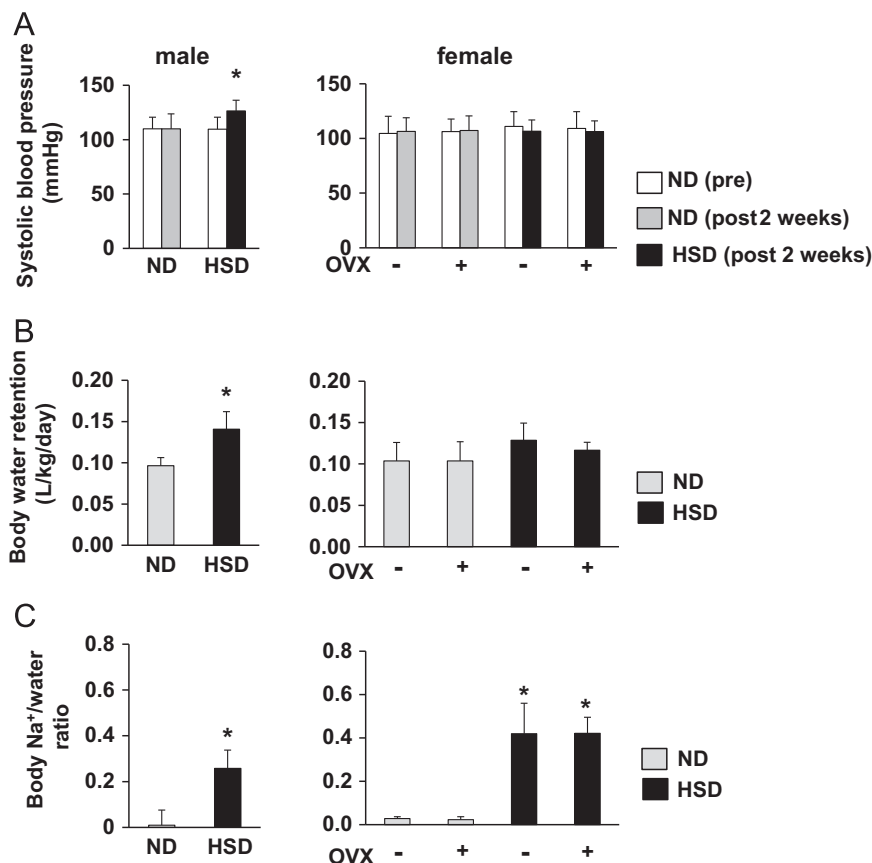 A
male
female
Systolic blood pressure
(mmHg)
150
100
50
0
*
ND HSD
150
100
50
0
OVX - + - +
ND (pre)
ND (post 2 weeks)
HSD (post 2 weeks)
B
Body water retention
(L/kg/day)
0.20
0.15
0.10
0.05
0.00
*
ND HSD
0.20
0.15
0.10
0.05
0.00
OVX - + - +
ND
HSD
C
Body Na⁺/water
ratio
0.8
0.6
0.4
0.2
0
*
ND HSD
0.8
0.6
0.4
0.2
0.0
* *
OVX - + - +
ND
HSD